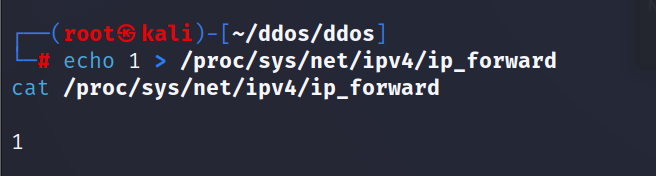 ┌──(root㉿kali)-[~/ddos/ddos]
└─# echo 1 > /proc/sys/net/ipv4/ip_forward
cat /proc/sys/net/ipv4/ip_forward
1